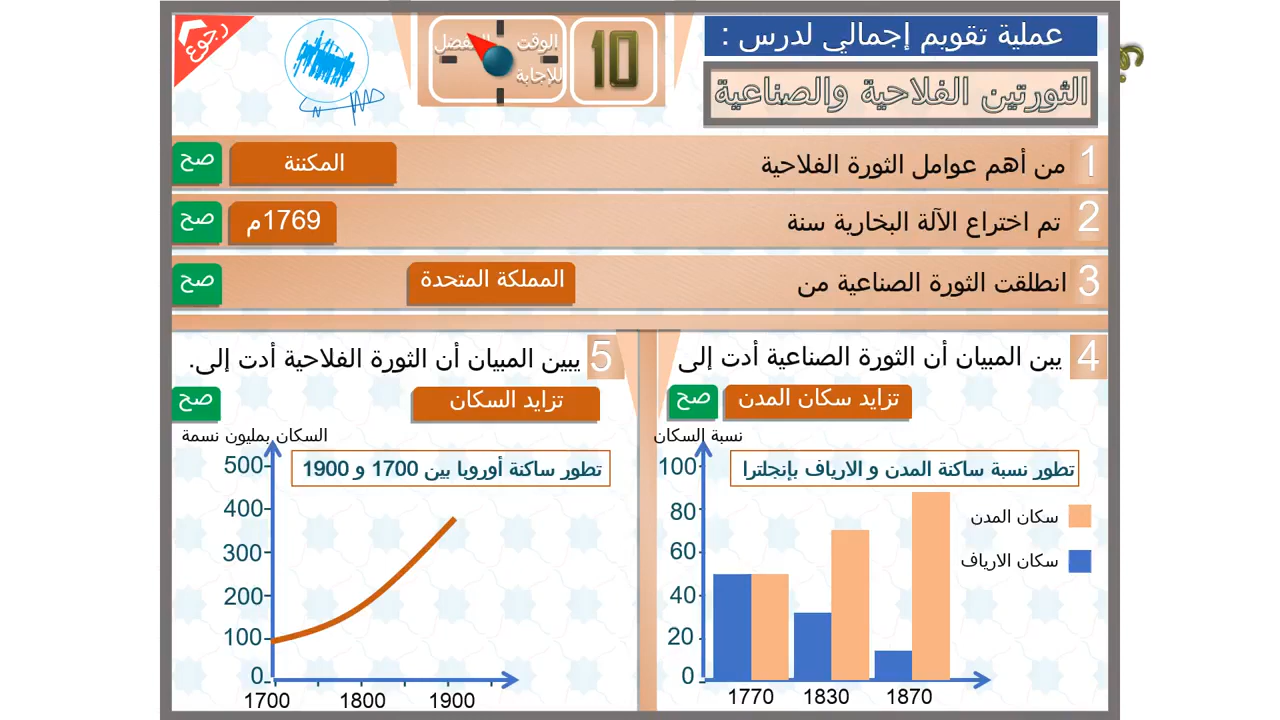 عملية تقويم إجمالي لدرس :
الثورتين الفلاحية والصناعية
10
الوقت المفضل
للإجابة
رجوع
1 من أهم عوامل الثورة الفلاحية المكننة صح
2 تم اختراع الآلة البخارية سنة 1769م صح
3 انطلقت الثورة الصناعية من المملكة المتحدة صح
4 يبن المبيان أن الثورة الصناعية أدت إلى
تزايد سكان المدن صح
نسبة السكان
تطور نسبة ساكنة المدن و الارياف بإنجلترا
سكان المدن
سكان الارياف
100
80
60
40
20
0
1770 1830 1870
5 يبين المبيان أن الثورة الفلاحية أدت إلى.
تزايد السكان صح
السكان بمليون نسمة
تطور ساكنة أوروبا بين 1700 و 1900
500
400
300
200
100
0
1700 1800 1900